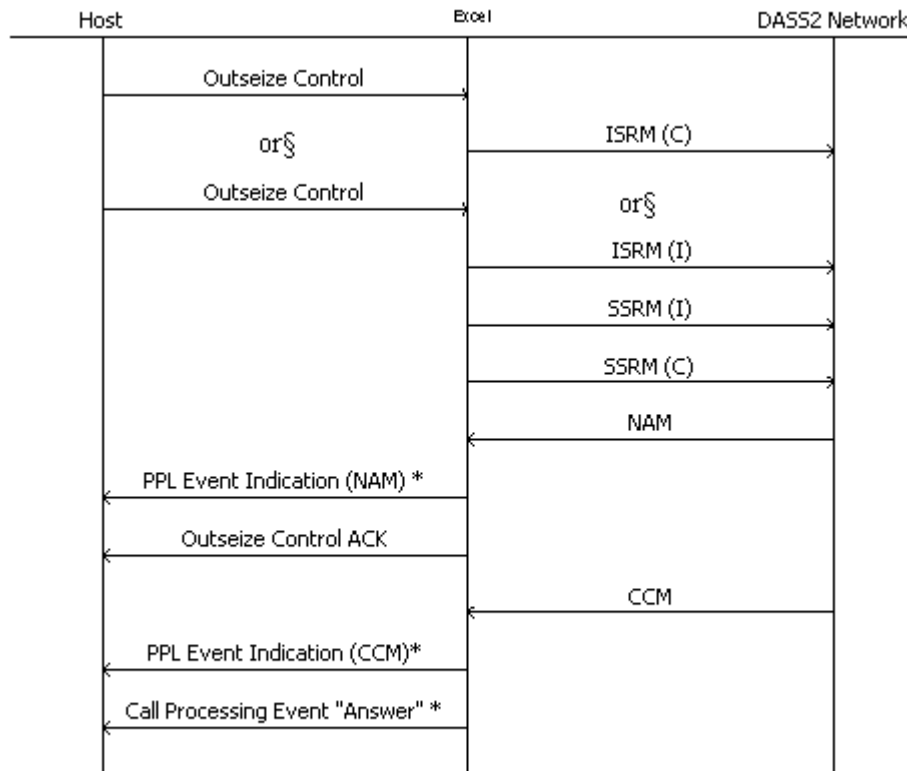 Host Excel DASS2 Network
Outseize Control
ISRM (C)
or§
Outseize Control
or§
ISRM (I)
SSRM (I)
SSRM (C)
NAM
PPL Event Indication (NAM) *
Outseize Control ACK
CCM
PPL Event Indication (CCM)*
Call Processing Event "Answer" *